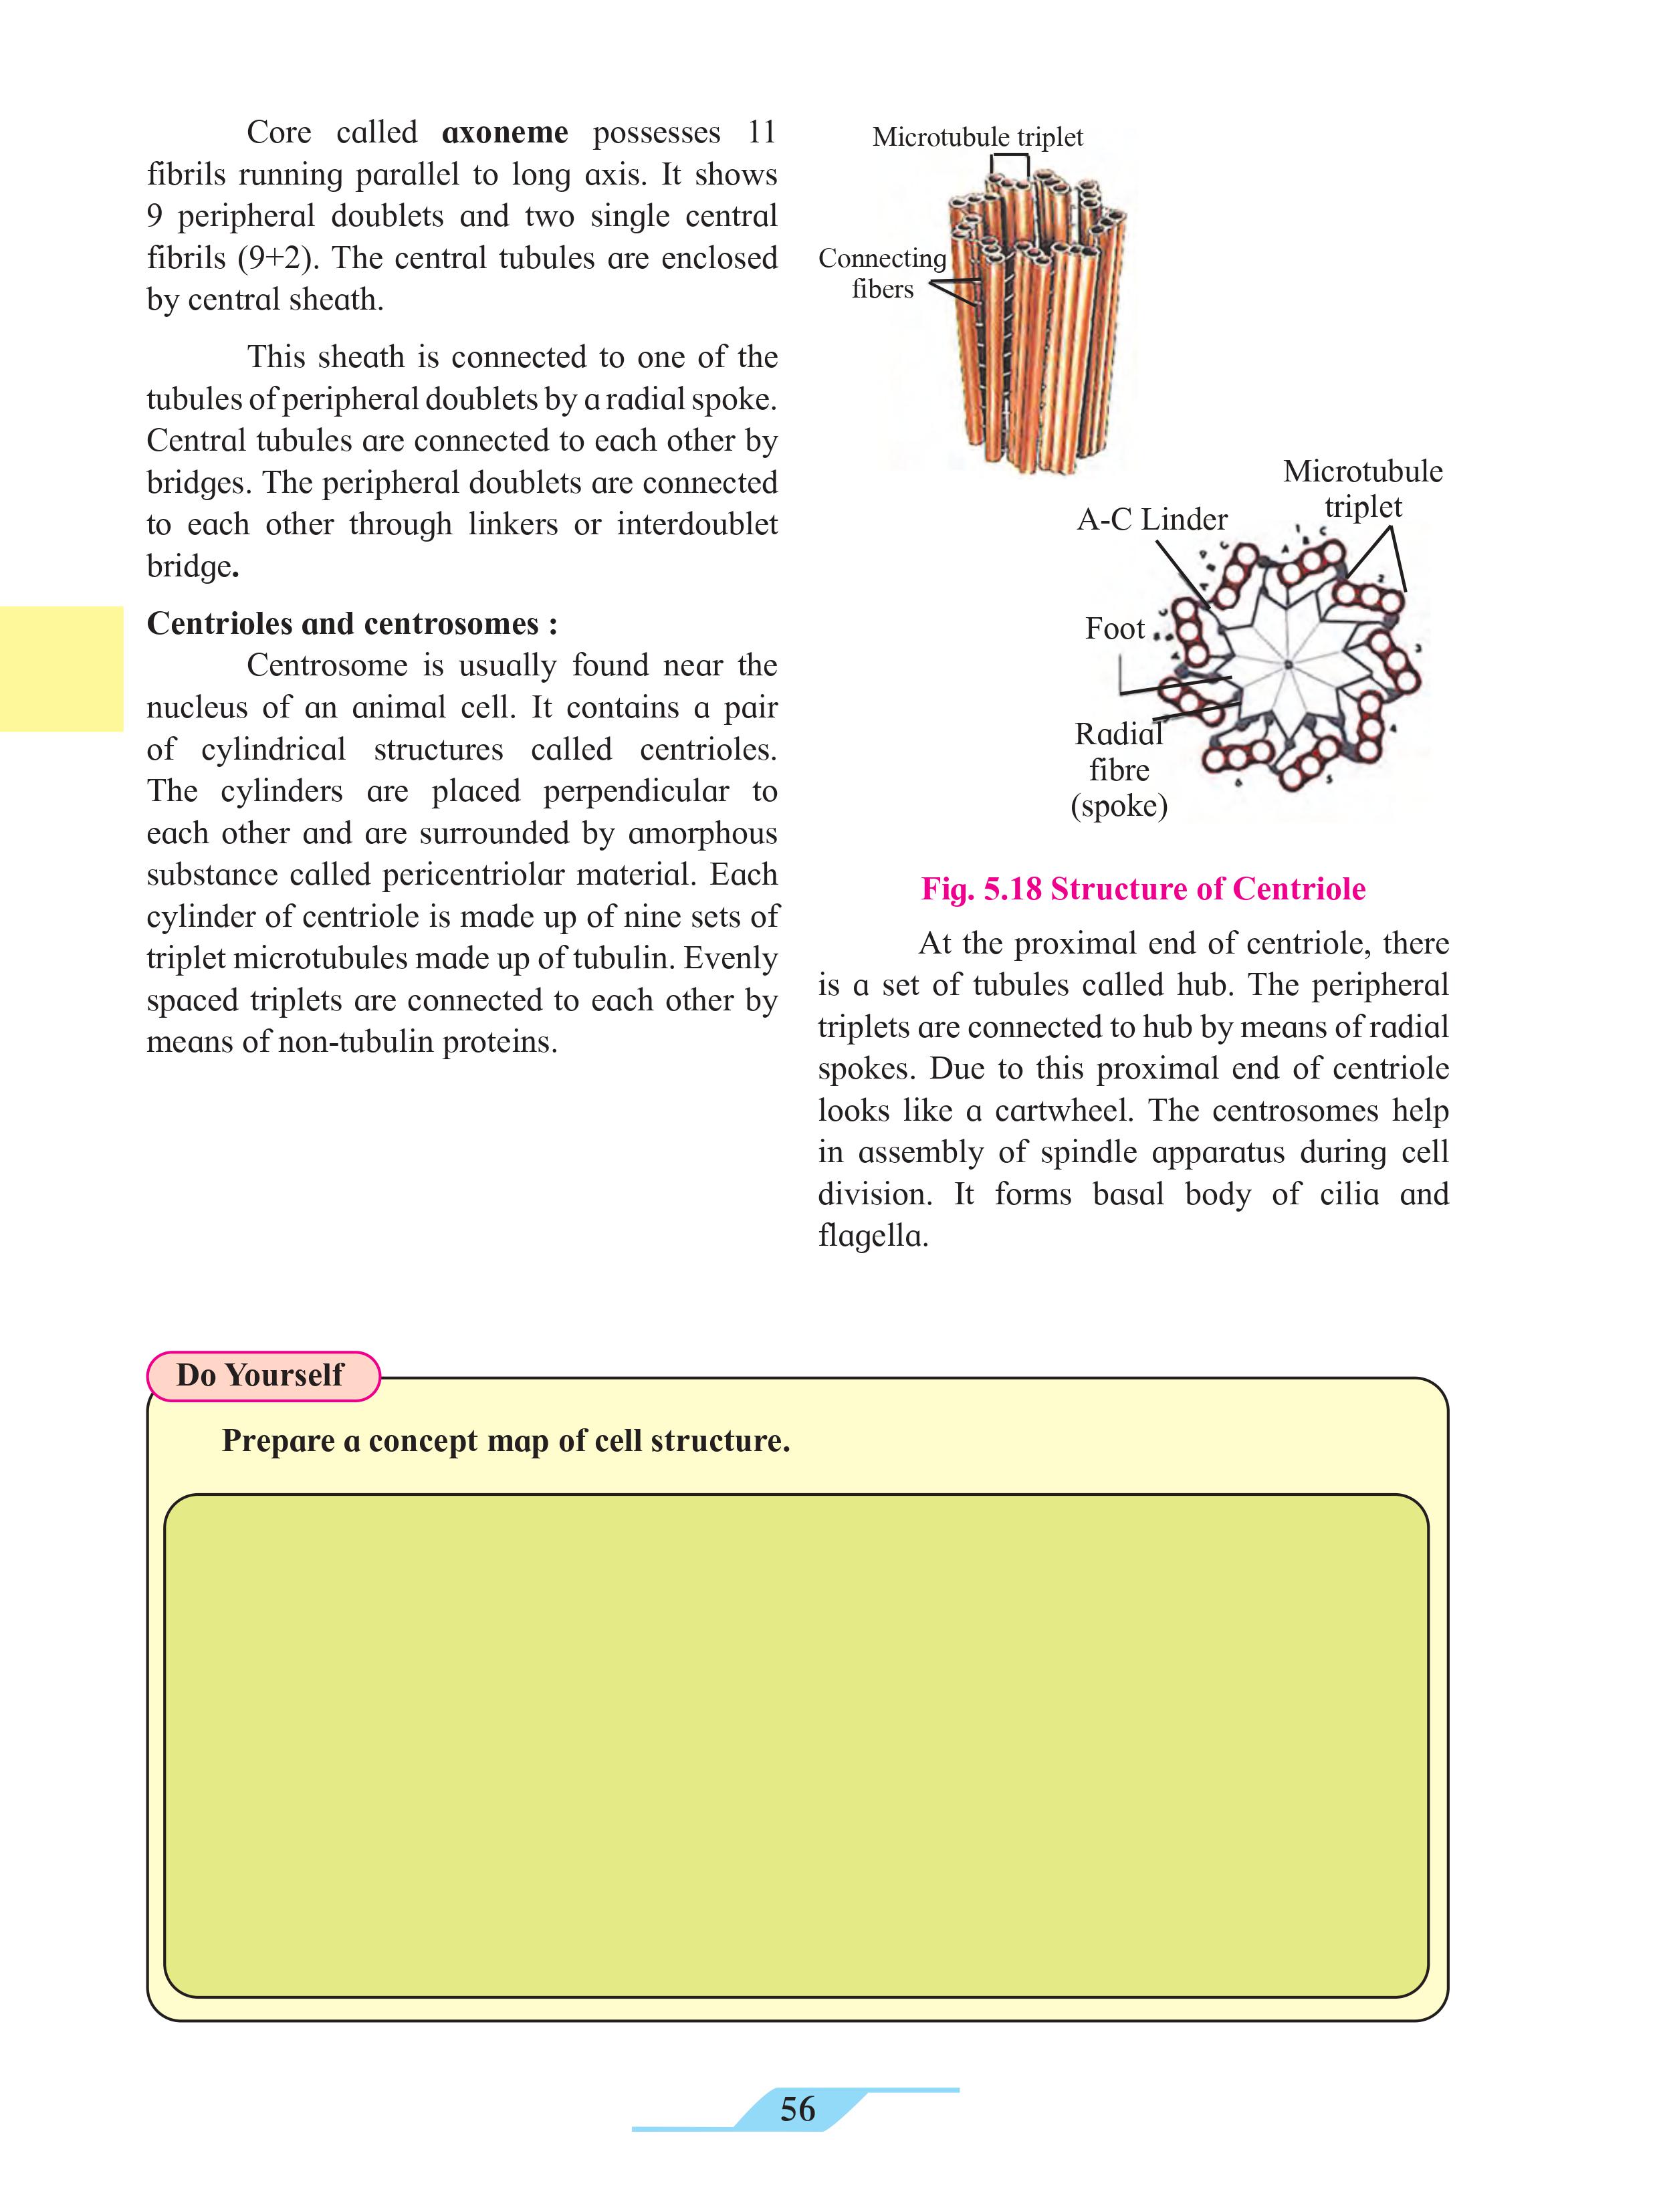 Core called axoneme possesses 11
fibrils running parallel to long axis. It shows
9 peripheral doublets and two single central
fibrils (9+2). The central tubules are enclosed
by central sheath.
This sheath is connected to one of the
tubules of peripheral doublets by a radial spoke.
Central tubules are connected to each other by
bridges. The peripheral doublets are connected
to each other through linkers or interdoublet
bridge.
Centrioles and centrosomes :
Centrosome is usually found near the
nucleus of an animal cell. It contains a pair
of cylindrical structures called centrioles.
The cylinders are placed perpendicular to
each other and are surrounded by amorphous
substance called pericentriolar material. Each
cylinder of centriole is made up of nine sets of
triplet microtubules made up of tubulin. Evenly
spaced triplets are connected to each other by
means of non-tubulin proteins.
Microtubule triplet
Connecting
fibers
Microtubule
triplet
A-C Linder
Foot
Radial
fibre
(spoke)
A B C
1
2
3
4
5
6
Fig. 5.18 Structure of Centriole
At the proximal end of centriole, there
is a set of tubules called hub. The peripheral
triplets are connected to hub by means of radial
spokes. Due to this proximal end of centriole
looks like a cartwheel. The centrosomes help
in assembly of spindle apparatus during cell
division. It forms basal body of cilia and
flagella.
Do Yourself
Prepare a concept map of cell structure.
56